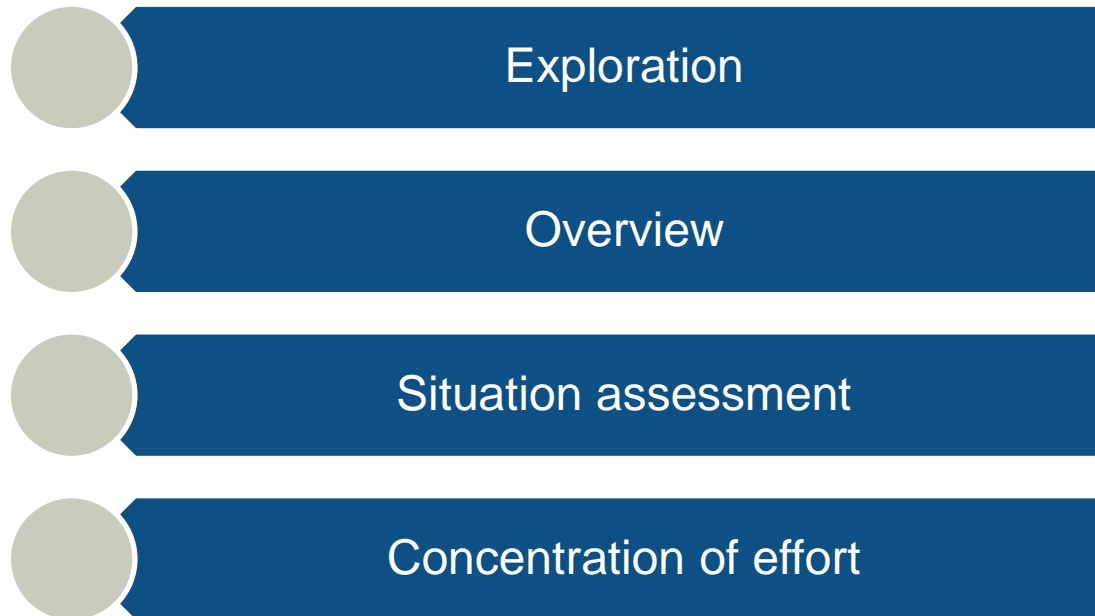 Exploration
Overview
Situation assessment
Concentration of effort